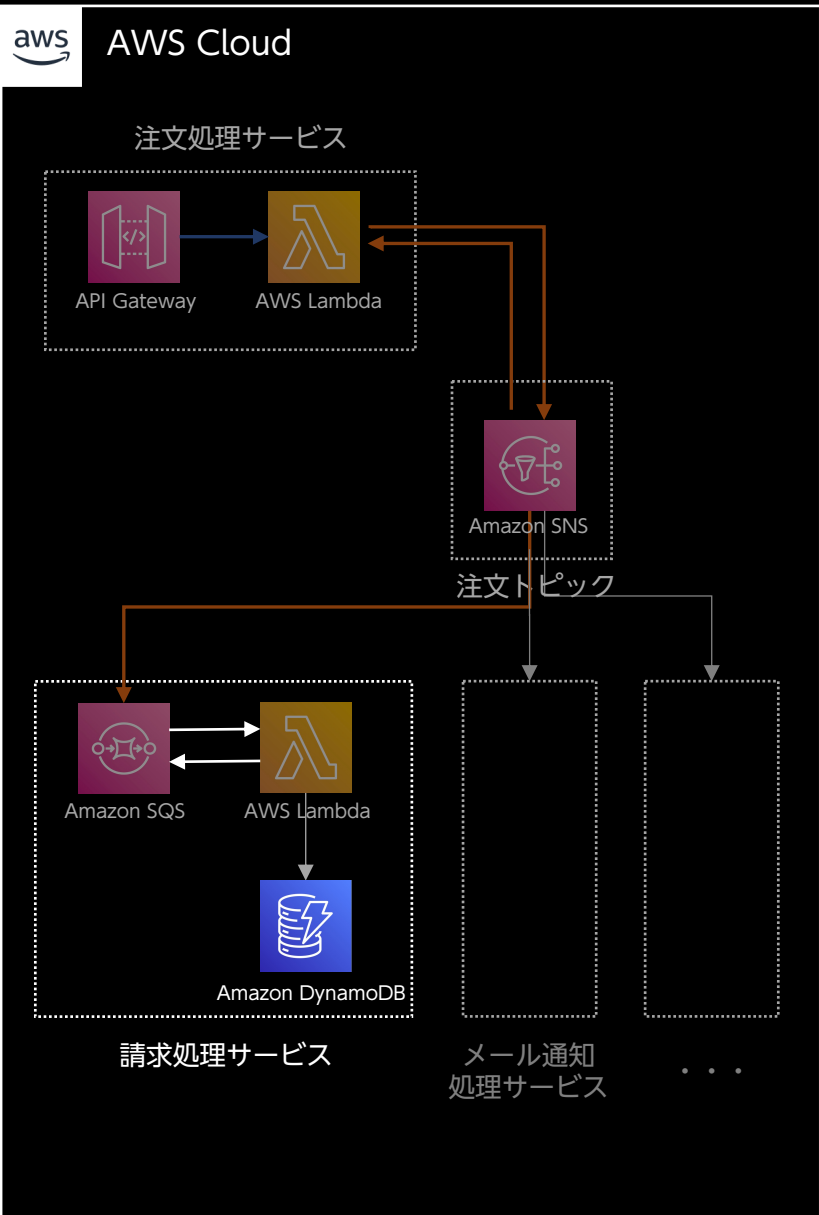 aws
AWS Cloud
注文処理サービス
</>
API Gateway
AWS Lambda
Amazon SNS
注文トピック
Amazon SQS
AWS Lambda
Amazon DynamoDB
請求処理サービス
メール通知
処理サービス
・・・